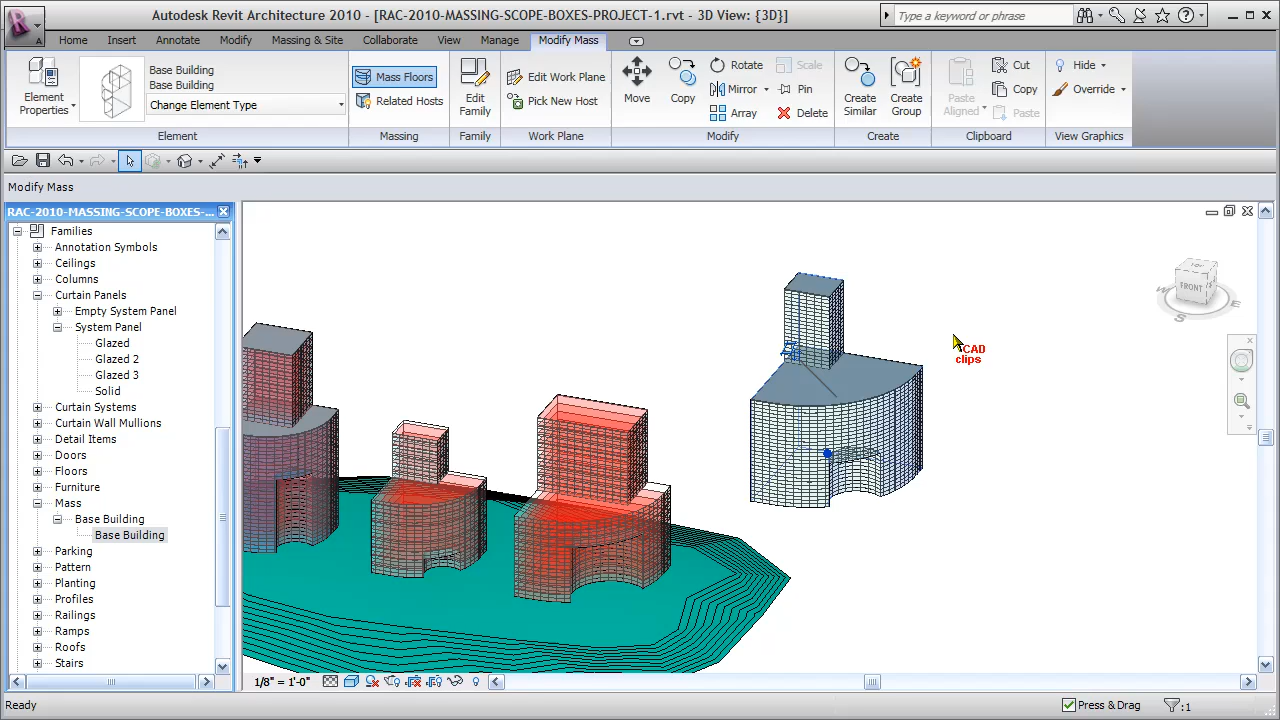 Autodesk Revit Architecture 2010 - [RAC-2010-MASSING-SCOPE-BOXES-PROJECT-1.rvt - 3D View: {3D}]
Type a keyword or phrase
Home
Insert
Annotate
Modify
Massing & Site
Collaborate
View
Manage
Modify Mass
Element
Properties
Base Building
Base Building
Change Element Type
Element
Mass Floors
Related Hosts
Massing
Edit
Family
Family
Edit Work Plane
Pick New Host
Work Plane
Move
Copy
Rotate
Mirror
Array
Scale
Pin
Delete
Modify
Create
Similar
Create
Group
Create
Paste
Aligned
Cut
Copy
Paste
Clipboard
Hide
Override
View Graphics
Modify Mass
RAC-2010-MASSING-SCOPE-BOXES-...
Families
Annotation Symbols
Ceilings
Columns
Curtain Panels
Empty System Panel
System Panel
Glazed
Glazed 2
Glazed 3
Solid
Curtain Systems
Curtain Wall Mullions
Detail Items
Doors
Floors
Furniture
Mass
Base Building
Base Building
Parking
Pattern
Planting
Profiles
Railings
Ramps
Roofs
Stairs
CAD
clips
FRONT
W
S
E
1/8" = 1'-0"
Ready
Press & Drag
:1